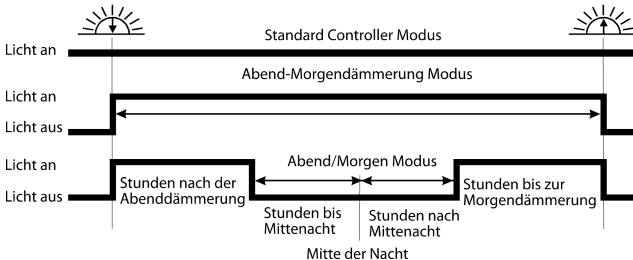 Standard Controller Modus
Licht an
Abend-Morgendämmerung Modus
Licht an
Licht aus
Abend/Morgen Modus
Licht an
Licht aus
Stunden nach der
Abenddämmerung
Stunden bis
Mittenacht
Stunden nach
Mittenacht
Stunden bis zur
Morgendämmerung
Mitte der Nacht